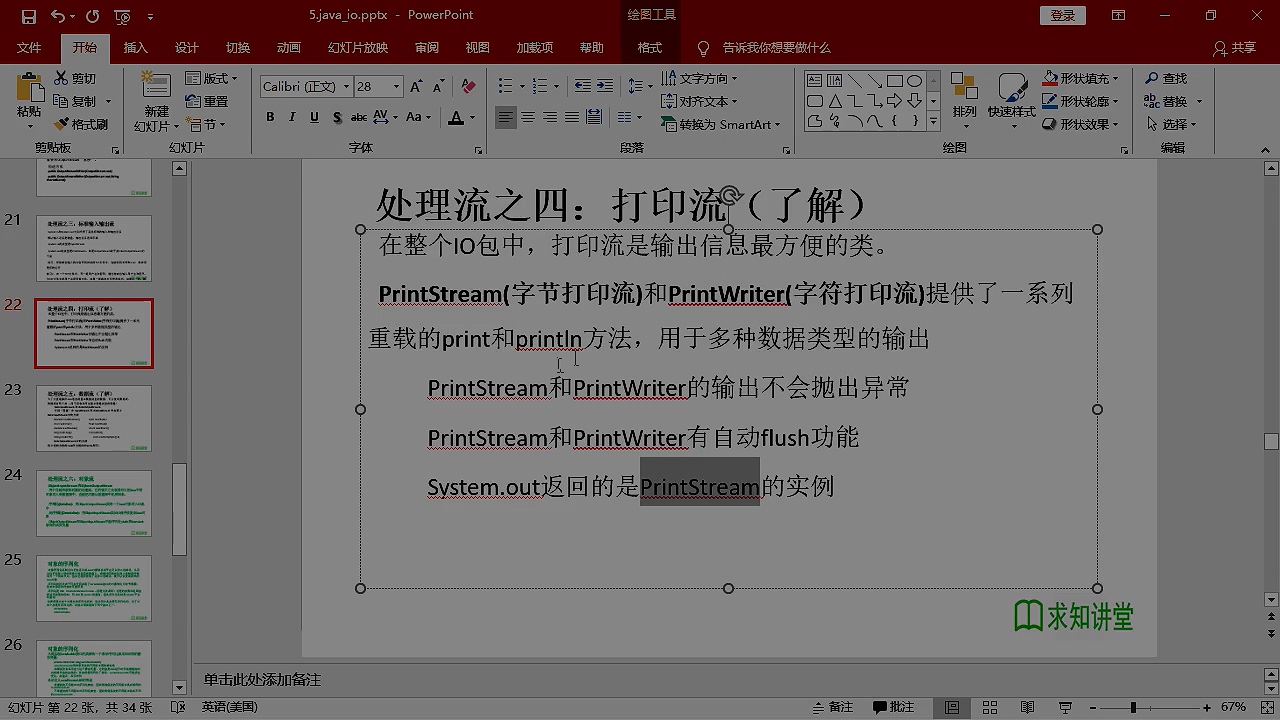 5.java_io.pptx - PowerPoint
绘图工具
登录
文件 开始 插入 设计 切换 动画 幻灯片放映 审阅 视图 加载项 帮助 格式 告诉我你想要做什么 共享
粘贴 剪切 复制 格式刷 剪贴板
新建 幻灯片 版式 重置 节 幻灯片
Calibri (正文) 28
B I U S abc AV Aa A 字体
文字方向 对齐文本 转换为 SmartArt 段落
排列 快速样式 形状填充 形状轮廓 形状效果 绘图
查找 替换 选择 编辑
21
22
23
24
25
26
处理流之四：打印流（了解）
在整个IO包中，打印流是输出信息最方便的类。
PrintStream(字节打印流)和PrintWriter(字符打印流)提供了一系列
重载的print和println方法，用于多种数据类型的输出
PrintStream和PrintWriter的输出不会抛出异常
PrintStream和PrintWriter有自动flush功能
System.out返回的是PrintStream的实例
求知讲堂
单击此处添加备注
幻灯片 第 22 张，共 34 张 英语(美国) 备注 批注 67%